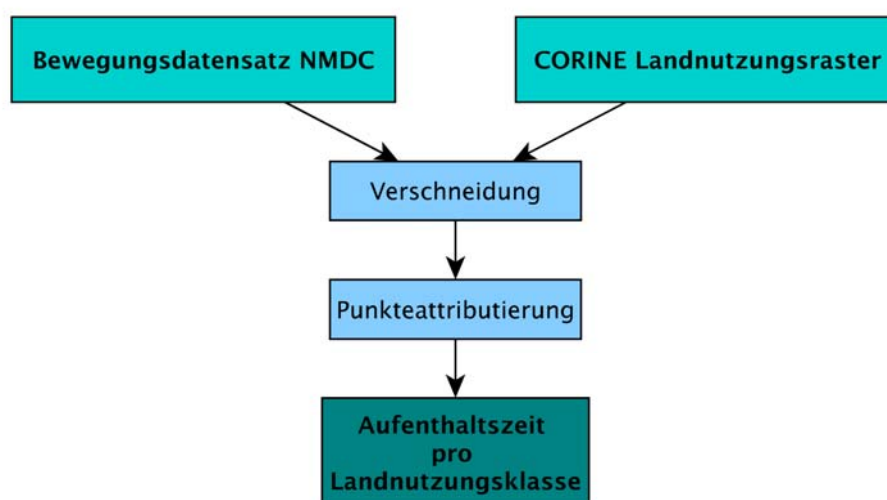 Bewegungsdatensatz NMDC
CORINE Landnutzungsraster
Verschneidung
Punkteattributierung
Aufenthaltszeit
pro
Landnutzungsklasse